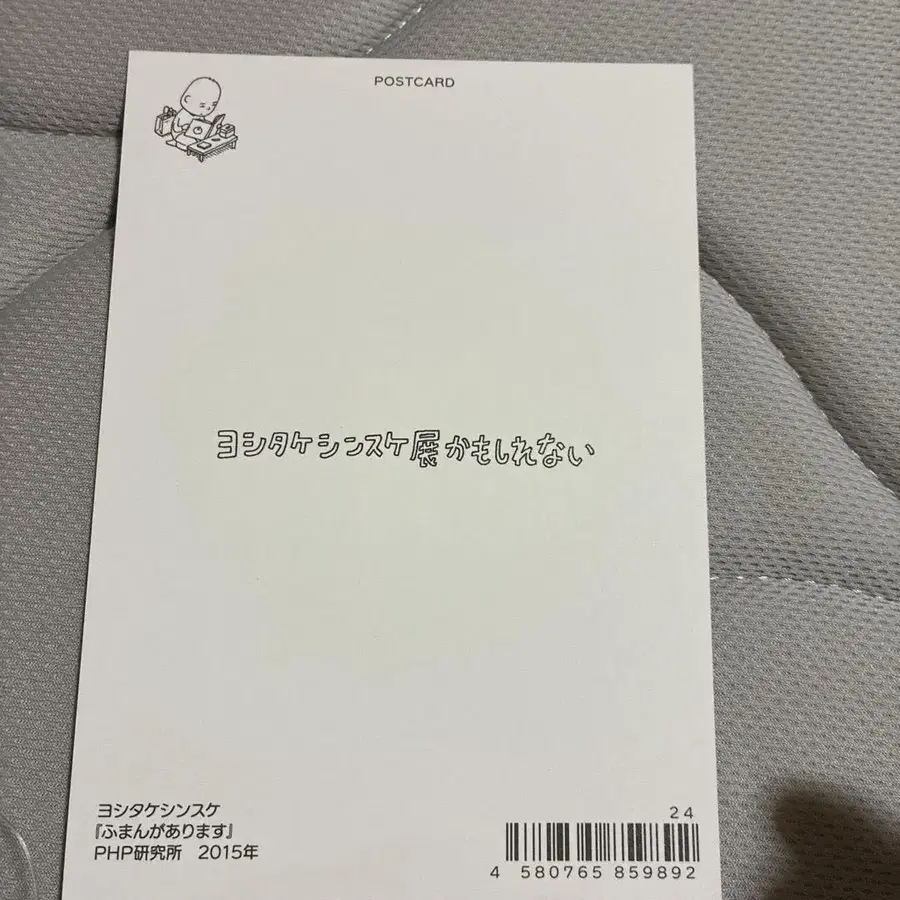 POSTCARD
ヨシタケシンスケ展かもしれない
ヨシタケシンスケ
『ふまんがあります』
PHP研究所　2015年
24
4 580765 859892